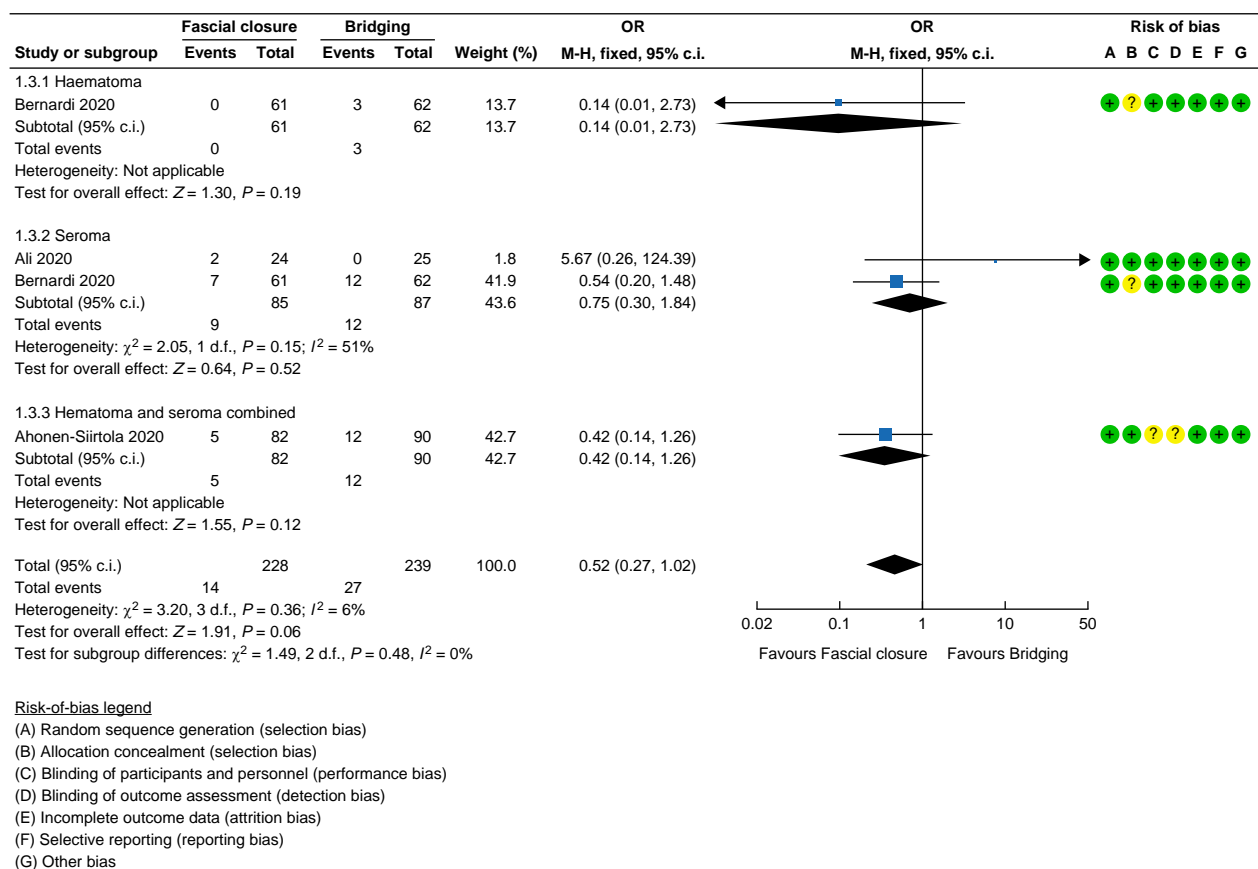 Fascial closure Bridging OR OR Risk of bias
Study or subgroup Events Total Events Total Weight (%) M-H, fixed, 95% c.i. M-H, fixed, 95% c.i. A B C D E F G
1.3.1 Haematoma
Bernardi 2020 0 61 3 62 13.7 0.14 (0.01, 2.73) + ? + + + + +
Subtotal (95% c.i.) 61 62 13.7 0.14 (0.01, 2.73)
Total events 0 3
Heterogeneity: Not applicable
Test for overall effect: Z = 1.30, P = 0.19
1.3.2 Seroma
Ali 2020 2 24 0 25 1.8 5.67 (0.26, 124.39) + + + + + + +
Bernardi 2020 7 61 12 62 41.9 0.54 (0.20, 1.48) + ? + + + + +
Subtotal (95% c.i.) 85 87 43.6 0.75 (0.30, 1.84)
Total events 9 12
Heterogeneity: χ² = 2.05, 1 d.f., P = 0.15; I² = 51%
Test for overall effect: Z = 0.64, P = 0.52
1.3.3 Hematoma and seroma combined
Ahonen-Siirtola 2020 5 82 12 90 42.7 0.42 (0.14, 1.26) + + ? ? + + +
Subtotal (95% c.i.) 82 90 42.7 0.42 (0.14, 1.26)
Total events 5 12
Heterogeneity: Not applicable
Test for overall effect: Z = 1.55, P = 0.12
Total (95% c.i.) 228 239 100.0 0.52 (0.27, 1.02)
Total events 14 27
Heterogeneity: χ² = 3.20, 3 d.f., P = 0.36; I² = 6%
Test for overall effect: Z = 1.91, P = 0.06
Test for subgroup differences: χ² = 1.49, 2 d.f., P = 0.48, I² = 0%
0.02 0.1 1 10 50
Favours Fascial closure Favours Bridging
Risk-of-bias legend
(A) Random sequence generation (selection bias)
(B) Allocation concealment (selection bias)
(C) Blinding of participants and personnel (performance bias)
(D) Blinding of outcome assessment (detection bias)
(E) Incomplete outcome data (attrition bias)
(F) Selective reporting (reporting bias)
(G) Other bias